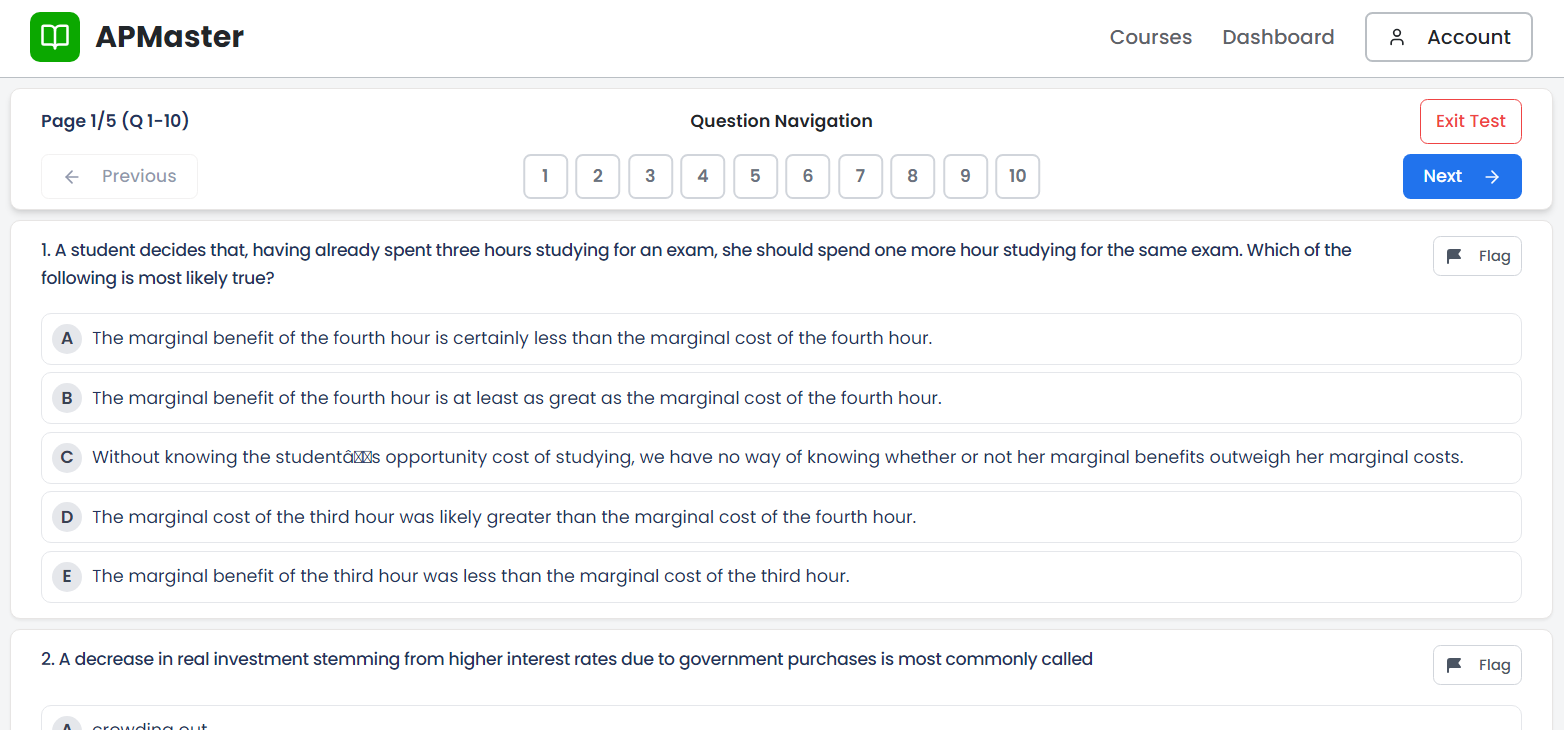 APMaster
Courses
Dashboard
Account
Page 1/5 (Q 1-10)
Question Navigation
Exit Test
Previous
1 2 3 4 5 6 7 8 9 10
Next
1. A student decides that, having already spent three hours studying for an exam, she should spend one more hour studying for the same exam. Which of the
following is most likely true?
Flag
A The marginal benefit of the fourth hour is certainly less than the marginal cost of the fourth hour.
B The marginal benefit of the fourth hour is at least as great as the marginal cost of the fourth hour.
C Without knowing the studentâ s opportunity cost of studying, we have no way of knowing whether or not her marginal benefits outweigh her marginal costs.
D The marginal cost of the third hour was likely greater than the marginal cost of the fourth hour.
E The marginal benefit of the third hour was less than the marginal cost of the third hour.
2. A decrease in real investment stemming from higher interest rates due to government purchases is most commonly called
Flag
A crowding out